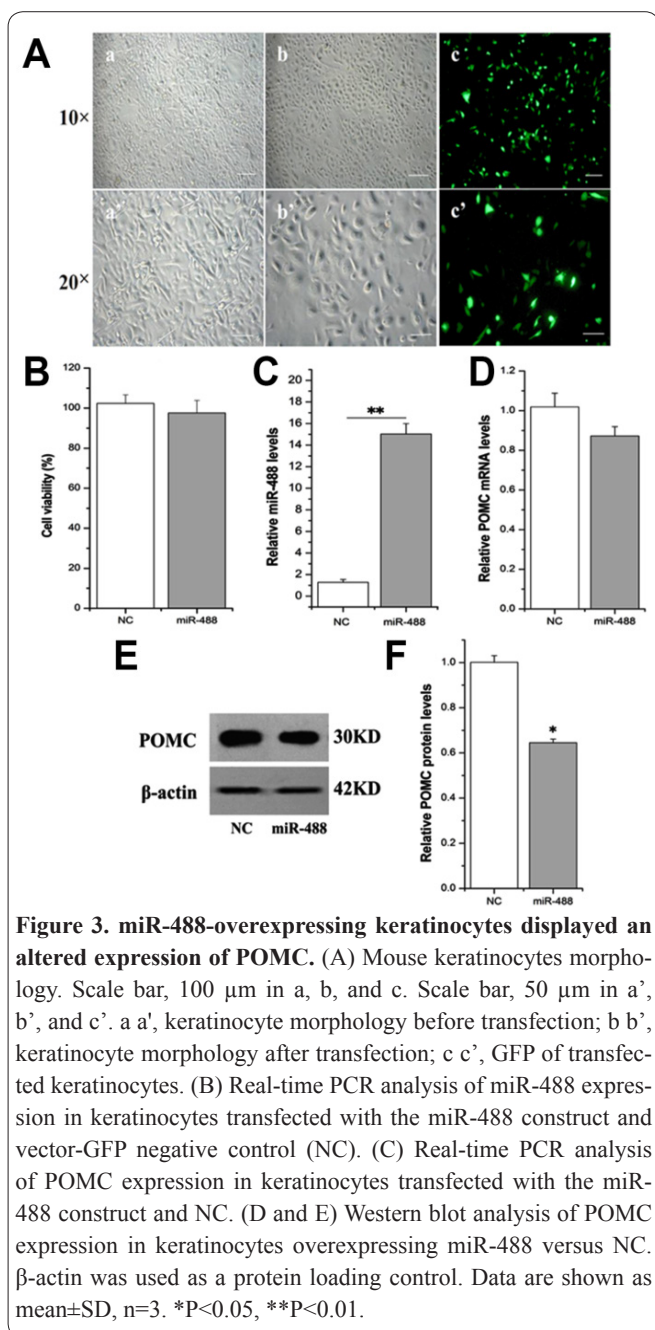 A
a
b
c
10×
a'
b'
c'
20×
B
Cell viability (%)
120
100
80
60
40
20
0
NC
miR-488
C
Relative miR-488 levels
20
18
16
14
12
10
8
6
4
2
0
**
NC
miR-488
D
Relative POMC mRNA levels
1.2
1.0
0.8
0.6
0.4
0.2
0.0
NC
miR-488
E
POMC
30KD
β-actin
42KD
NC miR-488
F
Relative POMC protein levels
1.0
0.8
0.6
0.4
0.2
0.0
*
NC
miR-488
Figure 3. miR-488-overexpressing keratinocytes displayed an
altered expression of POMC. (A) Mouse keratinocytes morpho-
logy. Scale bar, 100 µm in a, b, and c. Scale bar, 50 µm in a’,
b’, and c’. a a', keratinocyte morphology before transfection; b b’,
keratinocyte morphology after transfection; c c’, GFP of transfec-
ted keratinocytes. (B) Real-time PCR analysis of miR-488 expres-
sion in keratinocytes transfected with the miR-488 construct and
vector-GFP negative control (NC). (C) Real-time PCR analysis
of POMC expression in keratinocytes transfected with the miR-
488 construct and NC. (D and E) Western blot analysis of POMC
expression in keratinocytes overexpressing miR-488 versus NC.
β-actin was used as a protein loading control. Data are shown as
mean±SD, n=3. *P<0.05, **P<0.01.